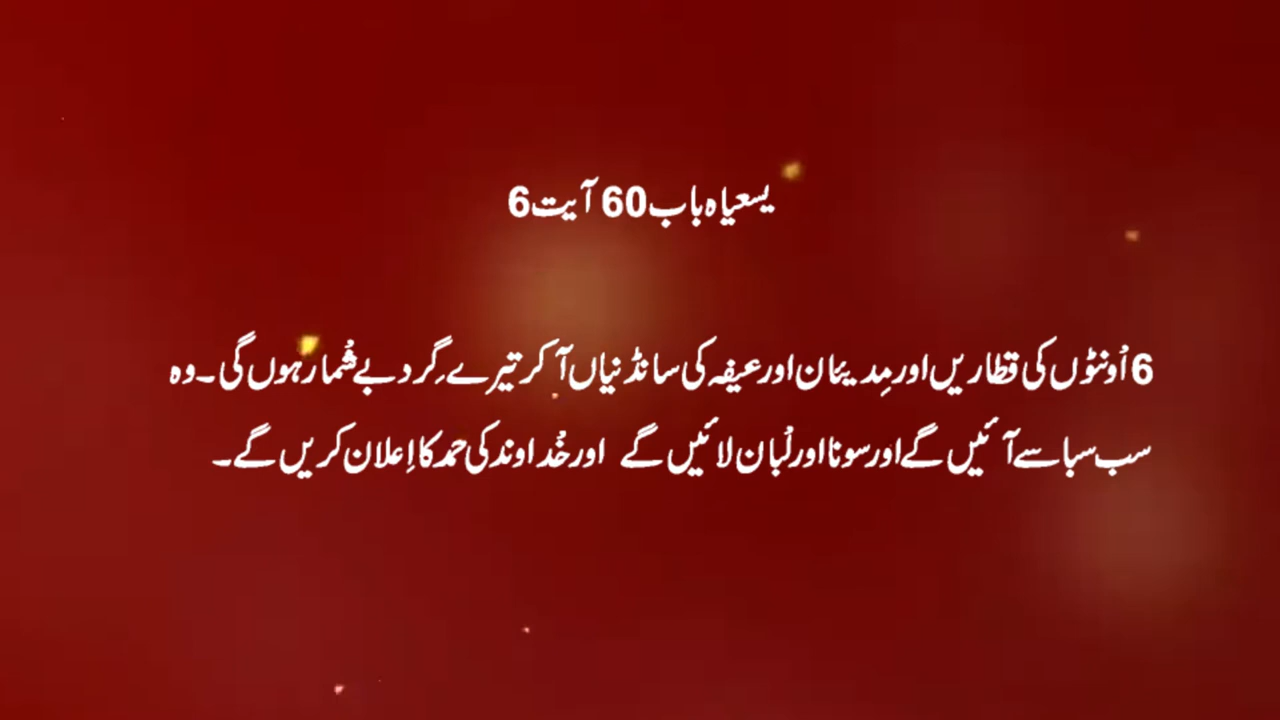 یسعیاہ باب 60 آیت 6
6 اُونٹوں کی قطاریں اور مِدیان اور عیفہ کی سانڈنیاں آ کر تیرے گِرد بے شُمار ہوں گی۔ وہ
سب سبا سے آئیں گے اور سونا اور لُبان لائیں گے اور خُداوند کی حمد کا اِعلان کریں گے۔